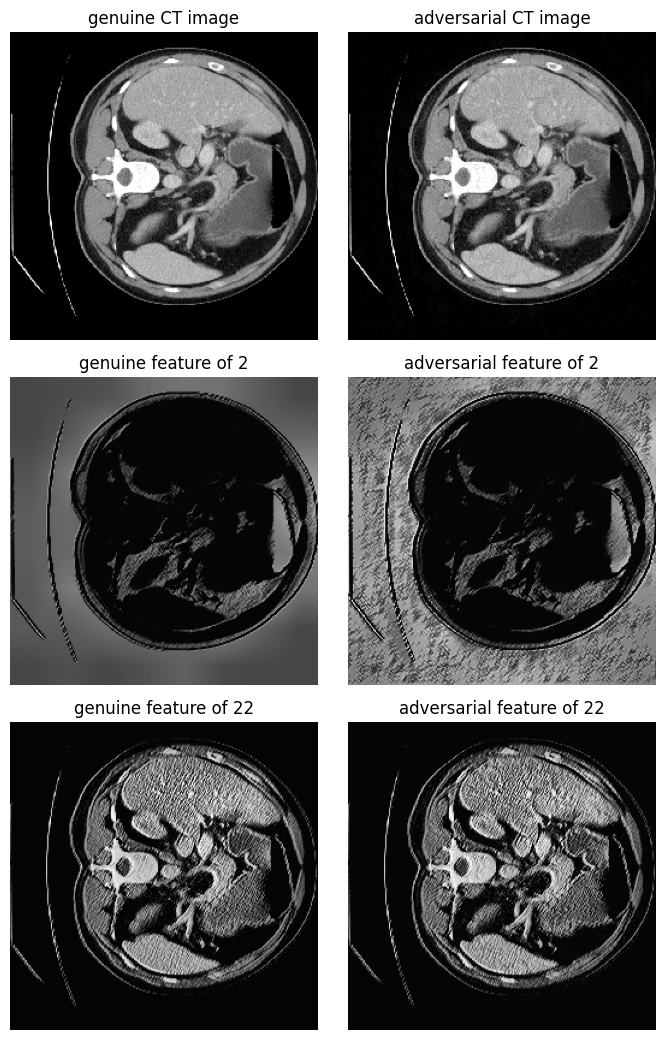 genuine CT image
adversarial CT image
genuine feature of 2
adversarial feature of 2
genuine feature of 22
adversarial feature of 22